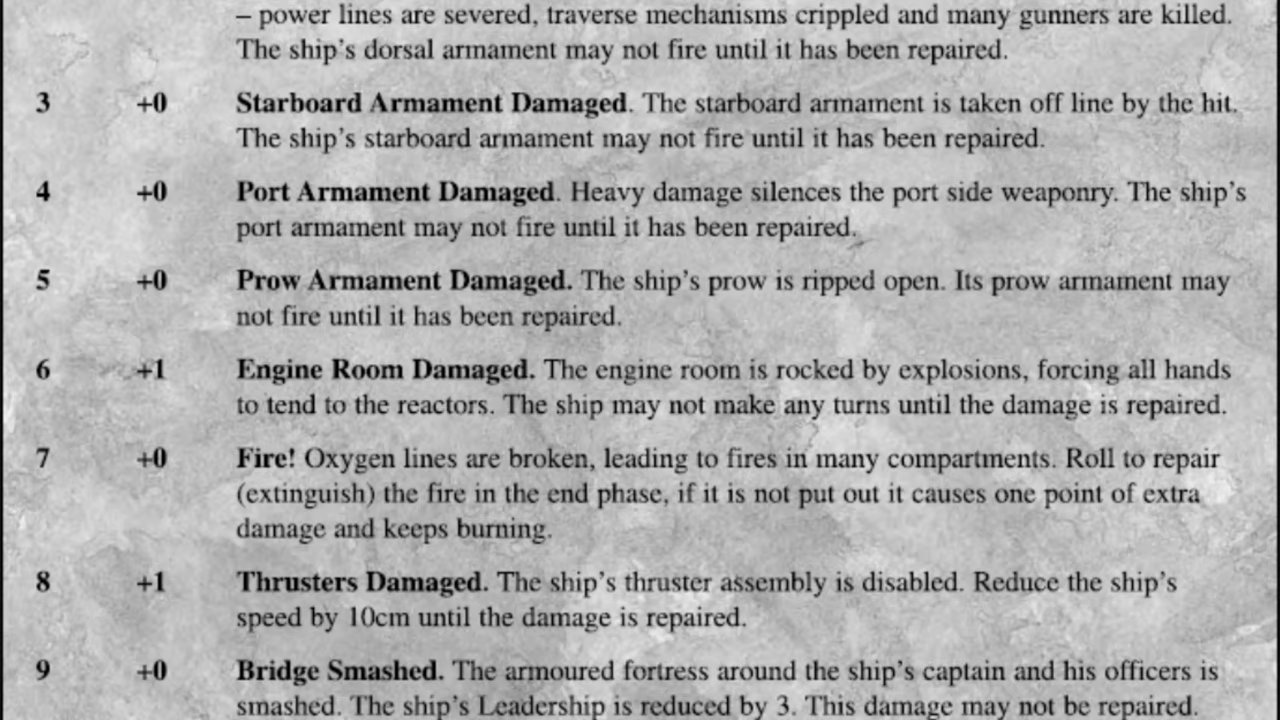 – power lines are severed, traverse mechanisms crippled and many gunners are killed.
The ship's dorsal armament may not fire until it has been repaired.
3 +0 Starboard Armament Damaged. The starboard armament is taken off line by the hit.
The ship's starboard armament may not fire until it has been repaired.
4 +0 Port Armament Damaged. Heavy damage silences the port side weaponry. The ship's
port armament may not fire until it has been repaired.
5 +0 Prow Armament Damaged. The ship's prow is ripped open. Its prow armament may
not fire until it has been repaired.
6 +1 Engine Room Damaged. The engine room is rocked by explosions, forcing all hands
to tend to the reactors. The ship may not make any turns until the damage is repaired.
7 +0 Fire! Oxygen lines are broken, leading to fires in many compartments. Roll to repair
(extinguish) the fire in the end phase, if it is not put out it causes one point of extra
damage and keeps burning.
8 +1 Thrusters Damaged. The ship's thruster assembly is disabled. Reduce the ship's
speed by 10cm until the damage is repaired.
9 +0 Bridge Smashed. The armoured fortress around the ship's captain and his officers is
smashed. The ship's Leadership is reduced by 3. This damage may not be repaired.